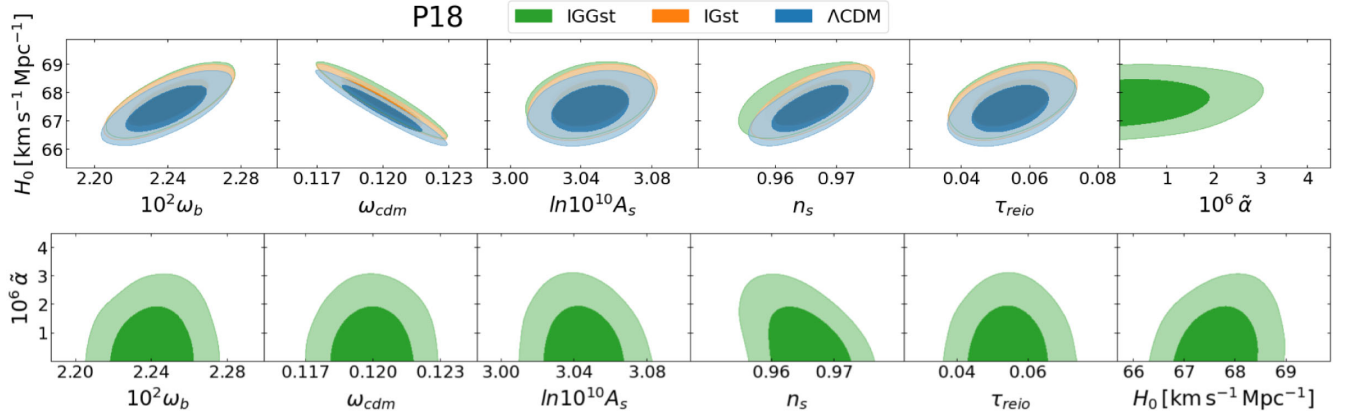 P18
IGGst IGst ΛCDM
H₀ [km s⁻¹ Mpc⁻¹]
69
68
67
66
2.20 2.24 2.28 0.117 0.120 0.123 3.00 3.04 3.08 0.96 0.97 0.04 0.06 0.08 1 2 3 4
10²ω_b ω_cdm ln10¹⁰A_s n_s τ_reio 10⁶ α̃
10⁶ α̃
4
3
2
1
2.20 2.24 2.28 0.117 0.120 0.123 3.00 3.04 3.08 0.96 0.97 0.04 0.06 0.08 66 67 68 69
10²ω_b ω_cdm ln10¹⁰A_s n_s τ_reio H₀ [km s⁻¹ Mpc⁻¹]